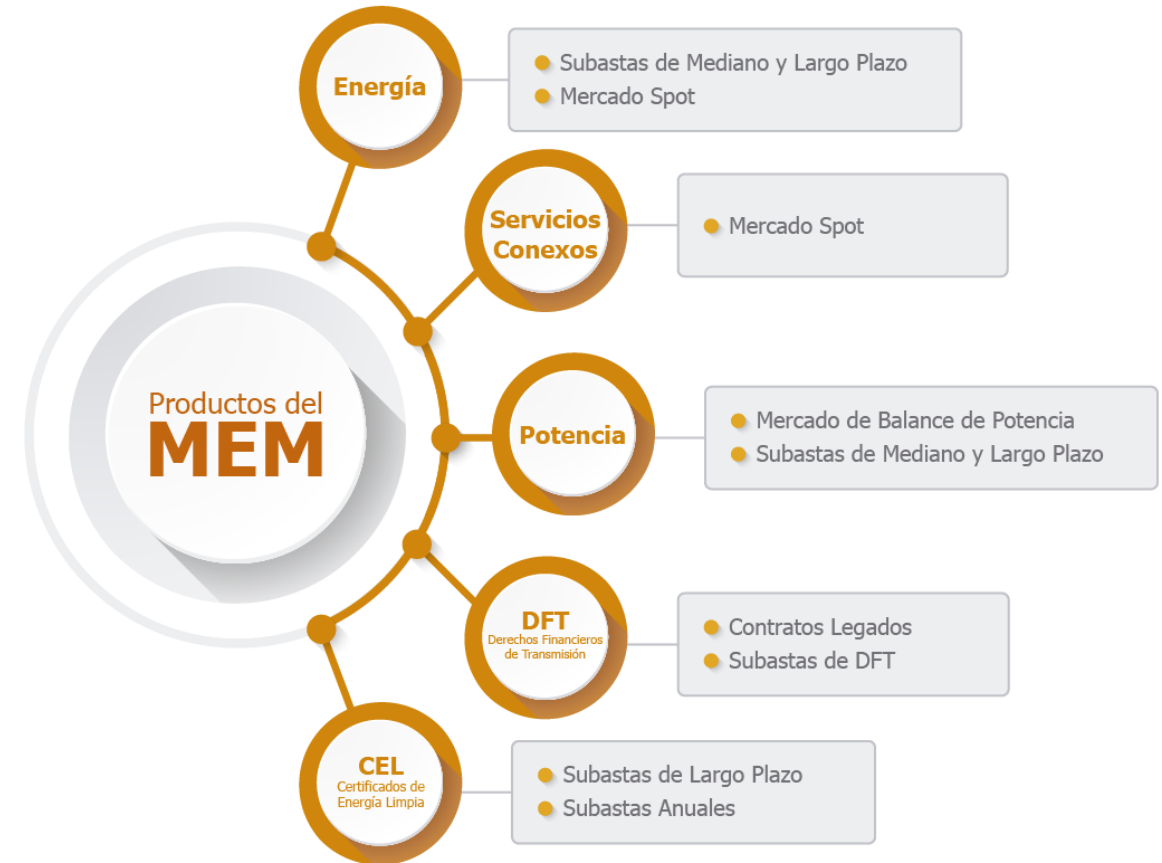 Energía
Subastas de Mediano y Largo Plazo
Mercado Spot
Servicios
Conexos
Mercado Spot
Productos del
MEM
Potencia
Mercado de Balance de Potencia
Subastas de Mediano y Largo Plazo
DFT
Derechos Financieros
de Transmisión
Contratos Legados
Subastas de DFT
CEL
Certificados de
Energía Limpia
Subastas de Largo Plazo
Subastas Anuales